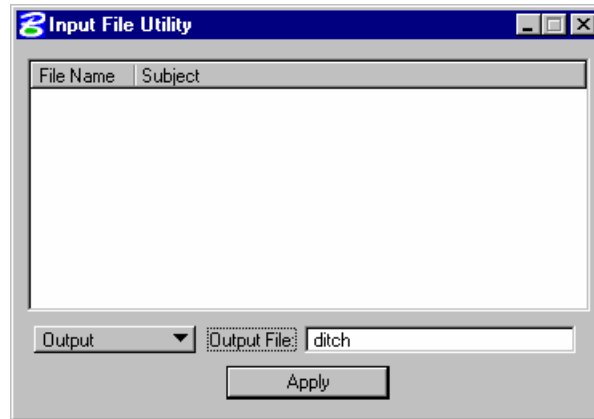 Input File Utility
File Name Subject
Output Output File: ditch
Apply